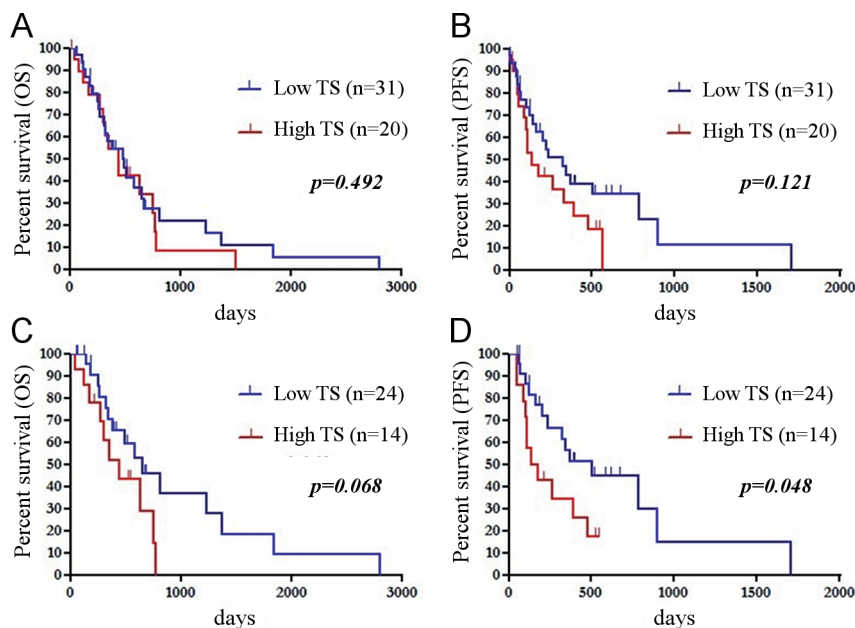 A
Percent survival (OS)
100
90
80
70
60
50
40
30
20
10
0
Low TS (n=31)
High TS (n=20)
p=0.492
0
1000
2000
3000
days
B
Percent survival (PFS)
100
90
80
70
60
50
40
30
20
10
0
Low TS (n=31)
High TS (n=20)
p=0.121
0
500
1000
1500
2000
days
C
Percent survival (OS)
100
90
80
70
60
50
40
30
20
10
0
Low TS (n=24)
High TS (n=14)
p=0.068
0
1000
2000
3000
days
D
Percent survival (PFS)
100
90
80
70
60
50
40
30
20
10
0
Low TS (n=24)
High TS (n=14)
p=0.048
0
500
1000
1500
2000
days